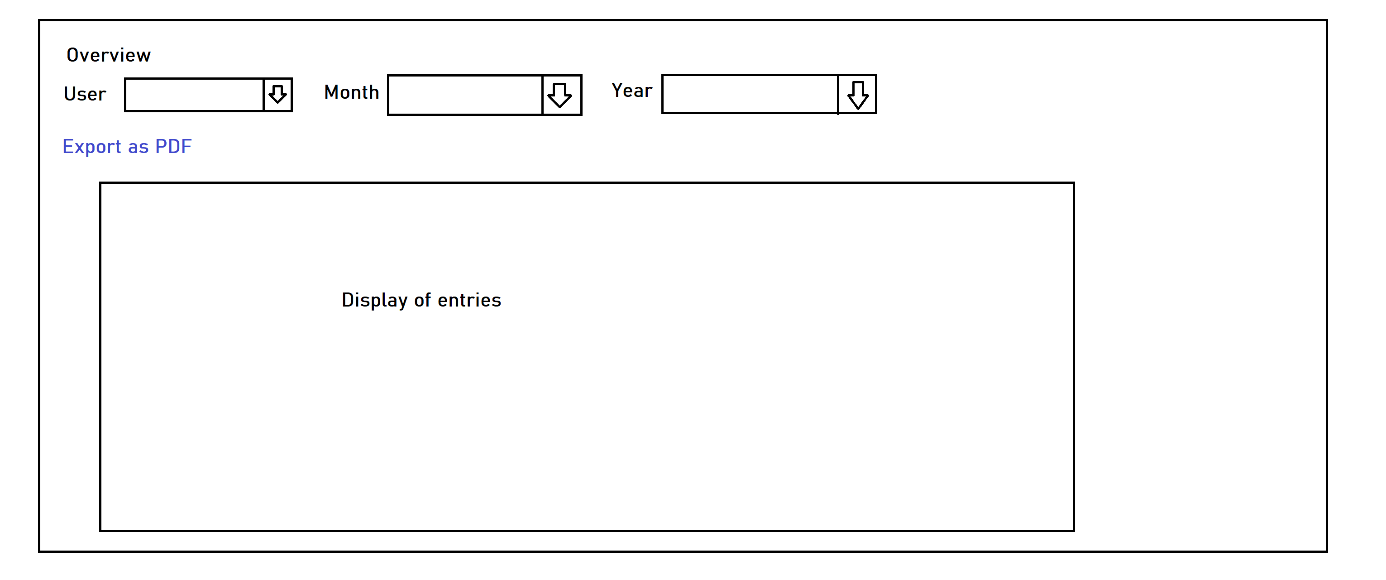 Overview
User Month Year
Export as PDF
Display of entries